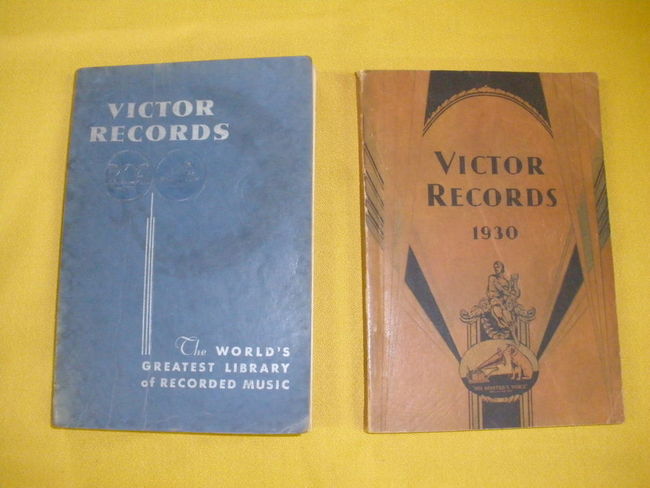 VICTOR
RECORDS
The WORLD'S
GREATEST LIBRARY
of RECORDED MUSIC
VICTOR
RECORDS
1930
"HIS MASTER'S VOICE"